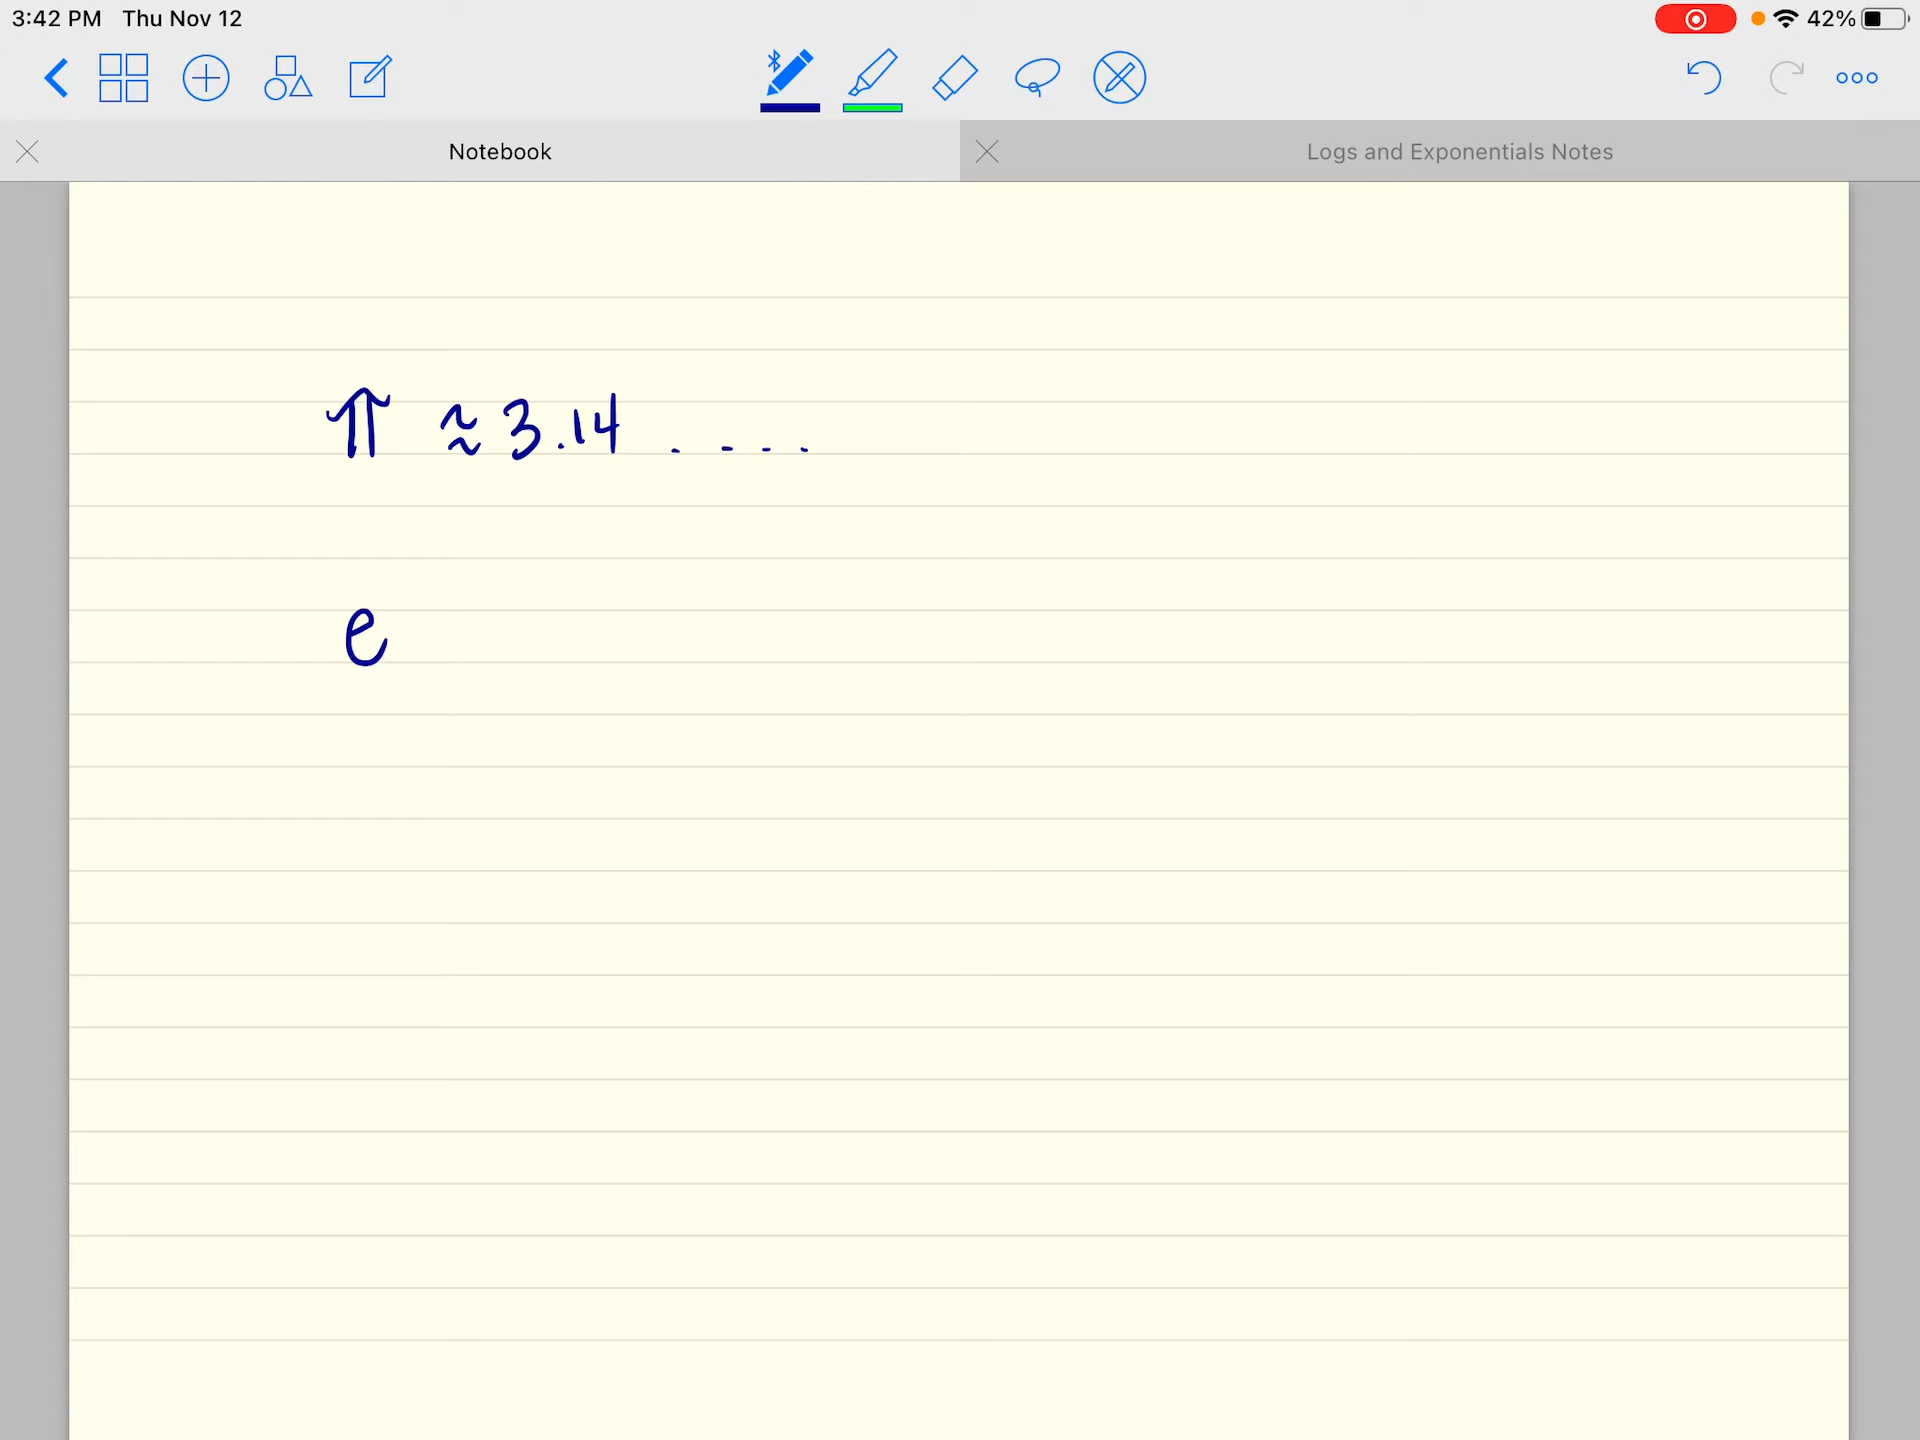 3:42 PM Thu Nov 12 42%
Notebook Logs and Exponentials Notes
π ≈ 3.14 . . . .
e